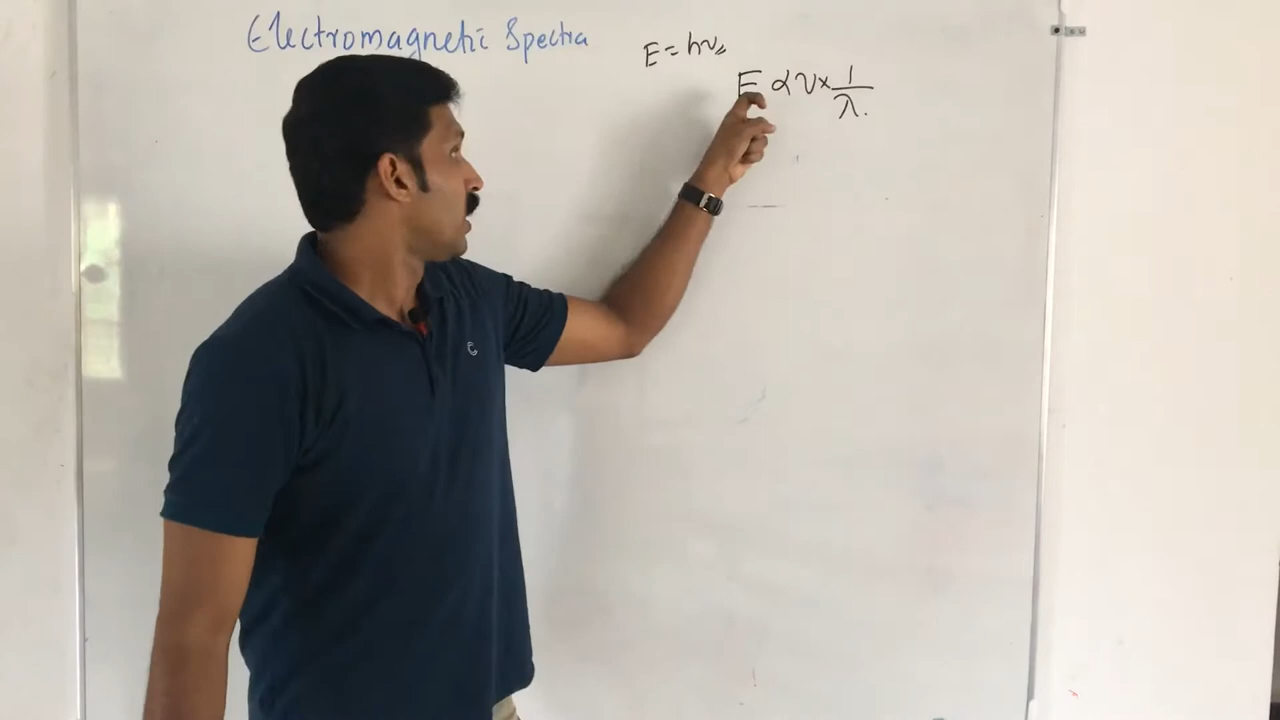 Electromagnetic Spectra
E = hν
E α ν × 1/λ.
C